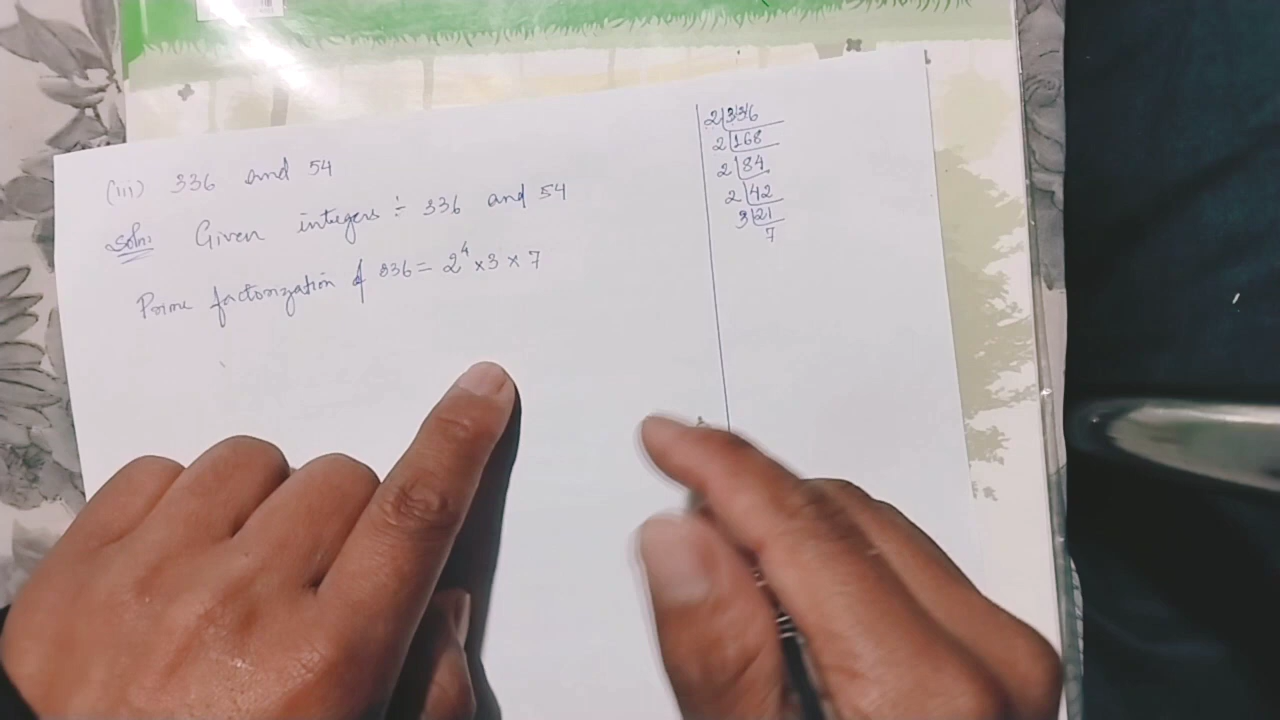 (iii) 336 and 54
Soln: Given integers ÷ 336 and 54
Prime factorization of 336 = 2⁴ × 3 × 7
2|336
2|168
2|84
2|42
3|21
7